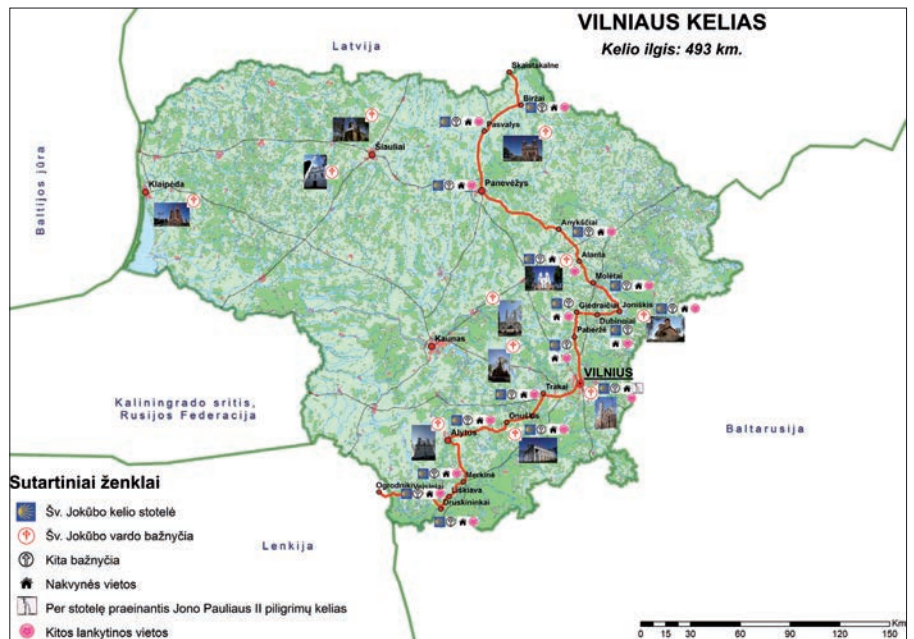 VILNIAUS KELIAS
Kelio ilgis: 493 km.
Latvija
Skaistakalne
Biržai
Pasvalys
Šiauliai
Klaipėda
Panevėžys
Baltijos jūra
Anykščiai
Alanta
Molėtai
Giedraičiai
Joniškis
Dubingiai
Paberžė
Kaunas
VILNIUS
Trakai
Kaliningrado sritis,
Rusijos Federacija
Onuškis
Baltarusija
Alytus
Merkinė
Ogrodniki
Veisiejai
Liškiava
Druskininkai
Lenkija
Sutartiniai ženklai
Šv. Jokūbo kelio stotelė
Šv. Jokūbo vardo bažnyčia
Kita bažnyčia
Nakvynės vietos
Per stotelę praeinantis Jono Pauliaus II piligrimų kelias
Kitos lankytinos vietos
Km
0 15 30 60 90 120 150